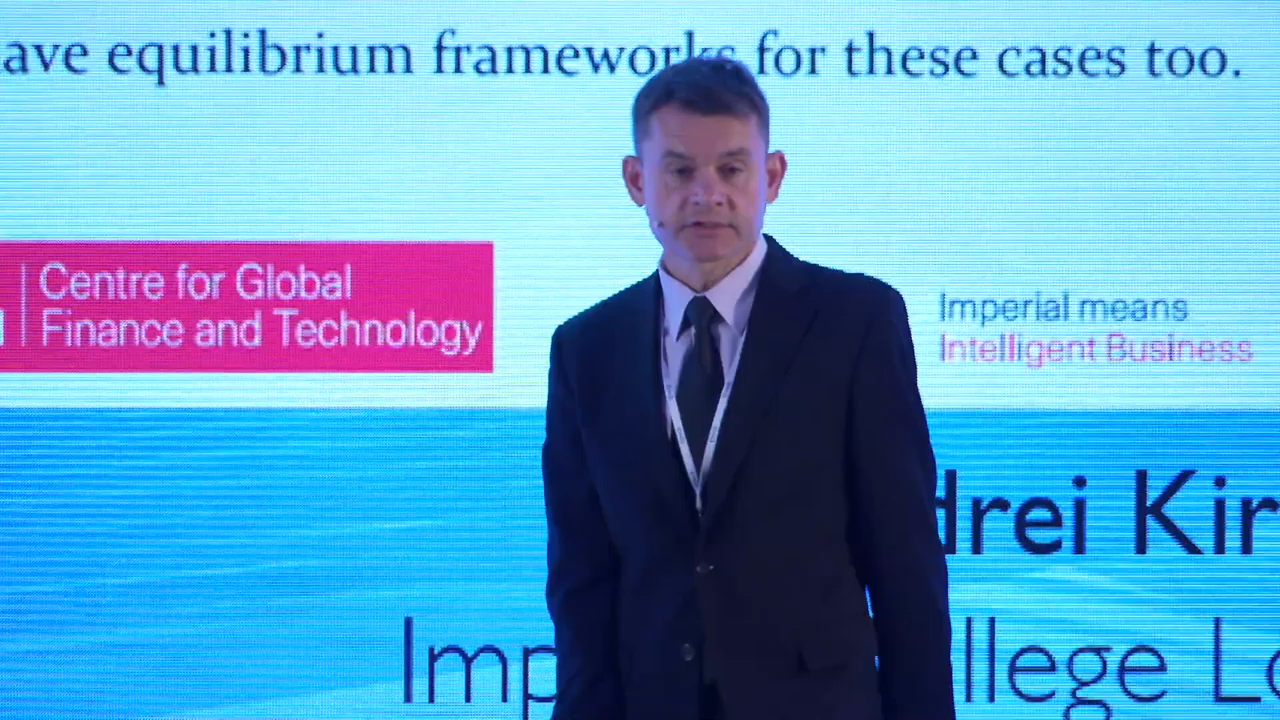 ave equilibrium frameworks for these cases too.
Centre for Global
Finance and Technology
Imperial means
Intelligent Business
drei Kir
Imp llege Lo